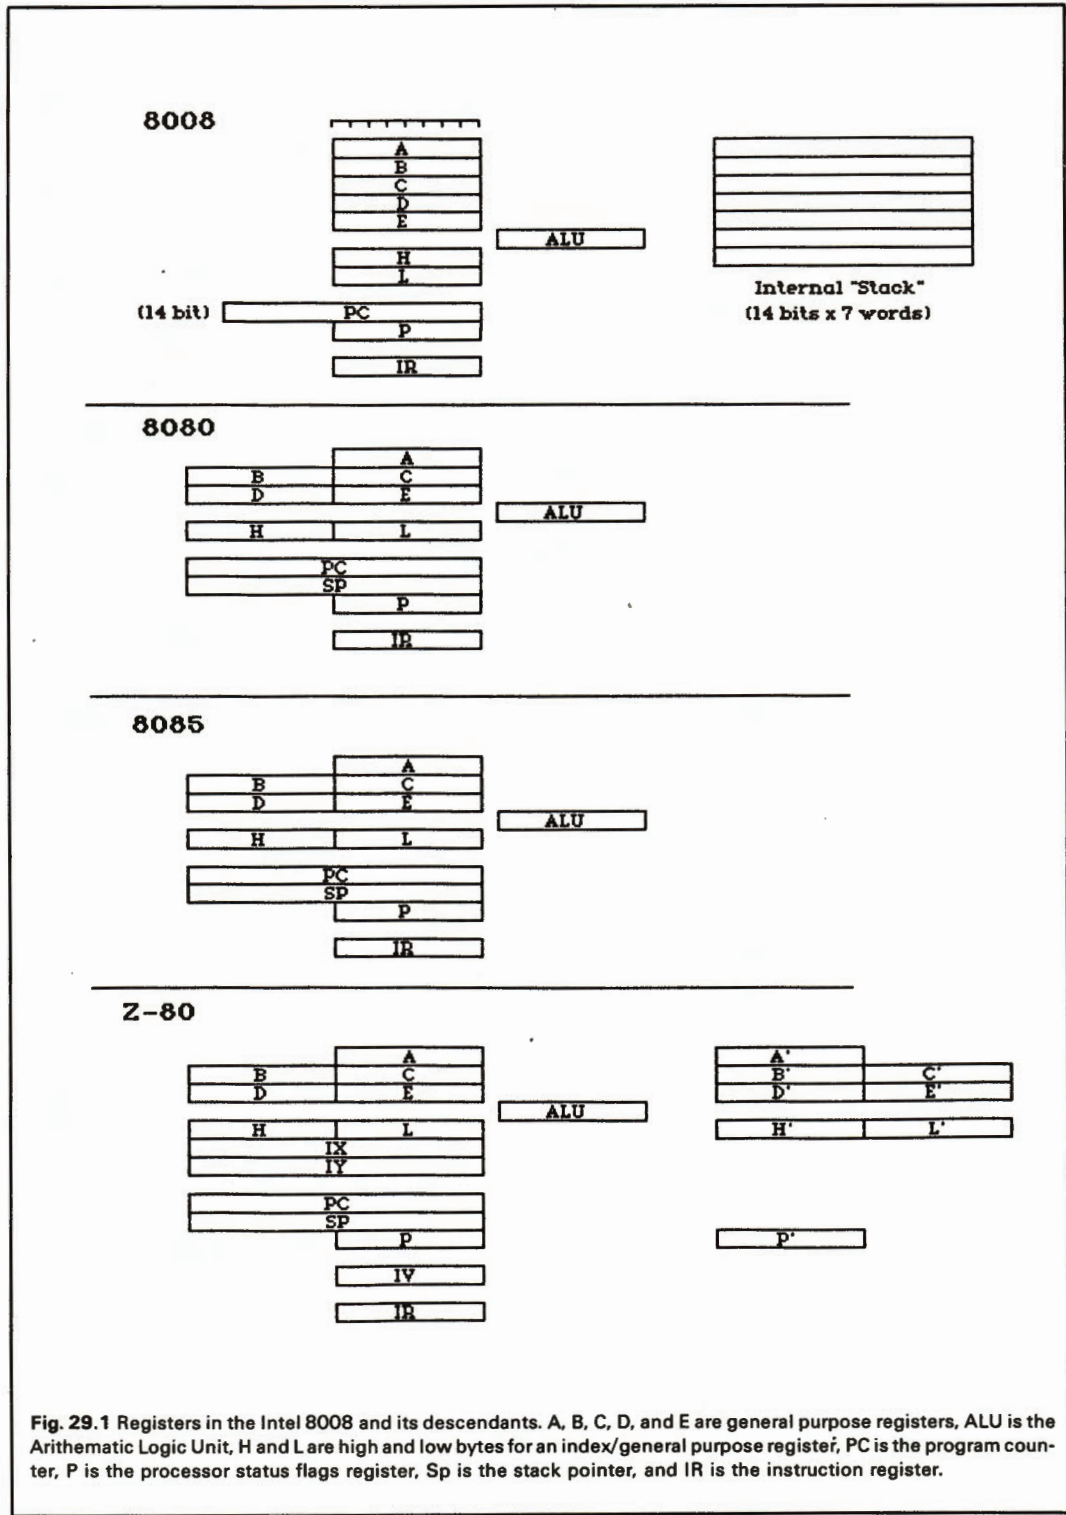 8008
A
B
C
D
E
ALU
H
L
Internal "Stack"
(14 bits x 7 words)
(14 bit) PC
P
IR
8080
A
B C
D E
ALU
H L
PC
SP
P
IR
8085
A
B C
D E
ALU
H L
PC
SP
P
IR
Z-80
A A'
B C B' C'
D E D' E'
ALU
H L H' L'
IX
IY
PC
SP
P P'
IV
IR
Fig. 29.1 Registers in the Intel 8008 and its descendants. A, B, C, D, and E are general purpose registers, ALU is the
Arithematic Logic Unit, H and L are high and low bytes for an index/general purpose register, PC is the program coun-
ter, P is the processor status flags register, Sp is the stack pointer, and IR is the instruction register.